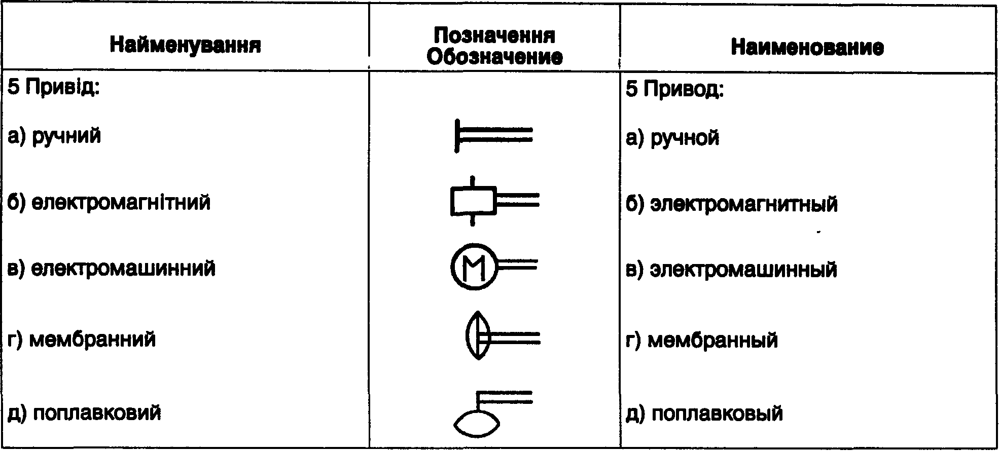 Найменування
Позначення
Обозначение
Наименование
5 Привід:
5 Привод:
а) ручний
а) ручной
б) електромагнітний
б) электромагнитный
в) електромашинний
M
в) электромашинный
г) мембранний
г) мембранный
д) поплавковий
д) поплавковый